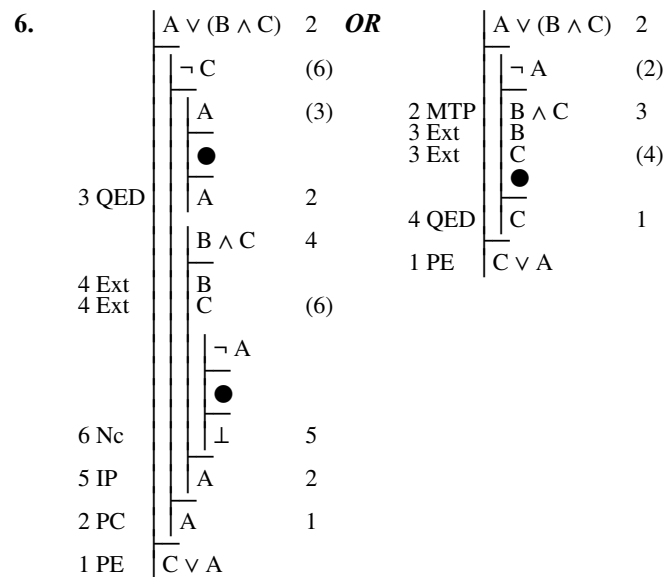 6. A ∨ (B ∧ C) 2 OR
¬ C (6)
A (3)
●
3 QED A 2
B ∧ C 4
4 Ext B
4 Ext C (6)
¬ A
●
6 Nc ⊥ 5
5 IP A 2
2 PC A 1
1 PE C ∨ A
A ∨ (B ∧ C) 2
¬ A (2)
2 MTP B ∧ C 3
3 Ext B
3 Ext C (4)
●
4 QED C 1
1 PE C ∨ A